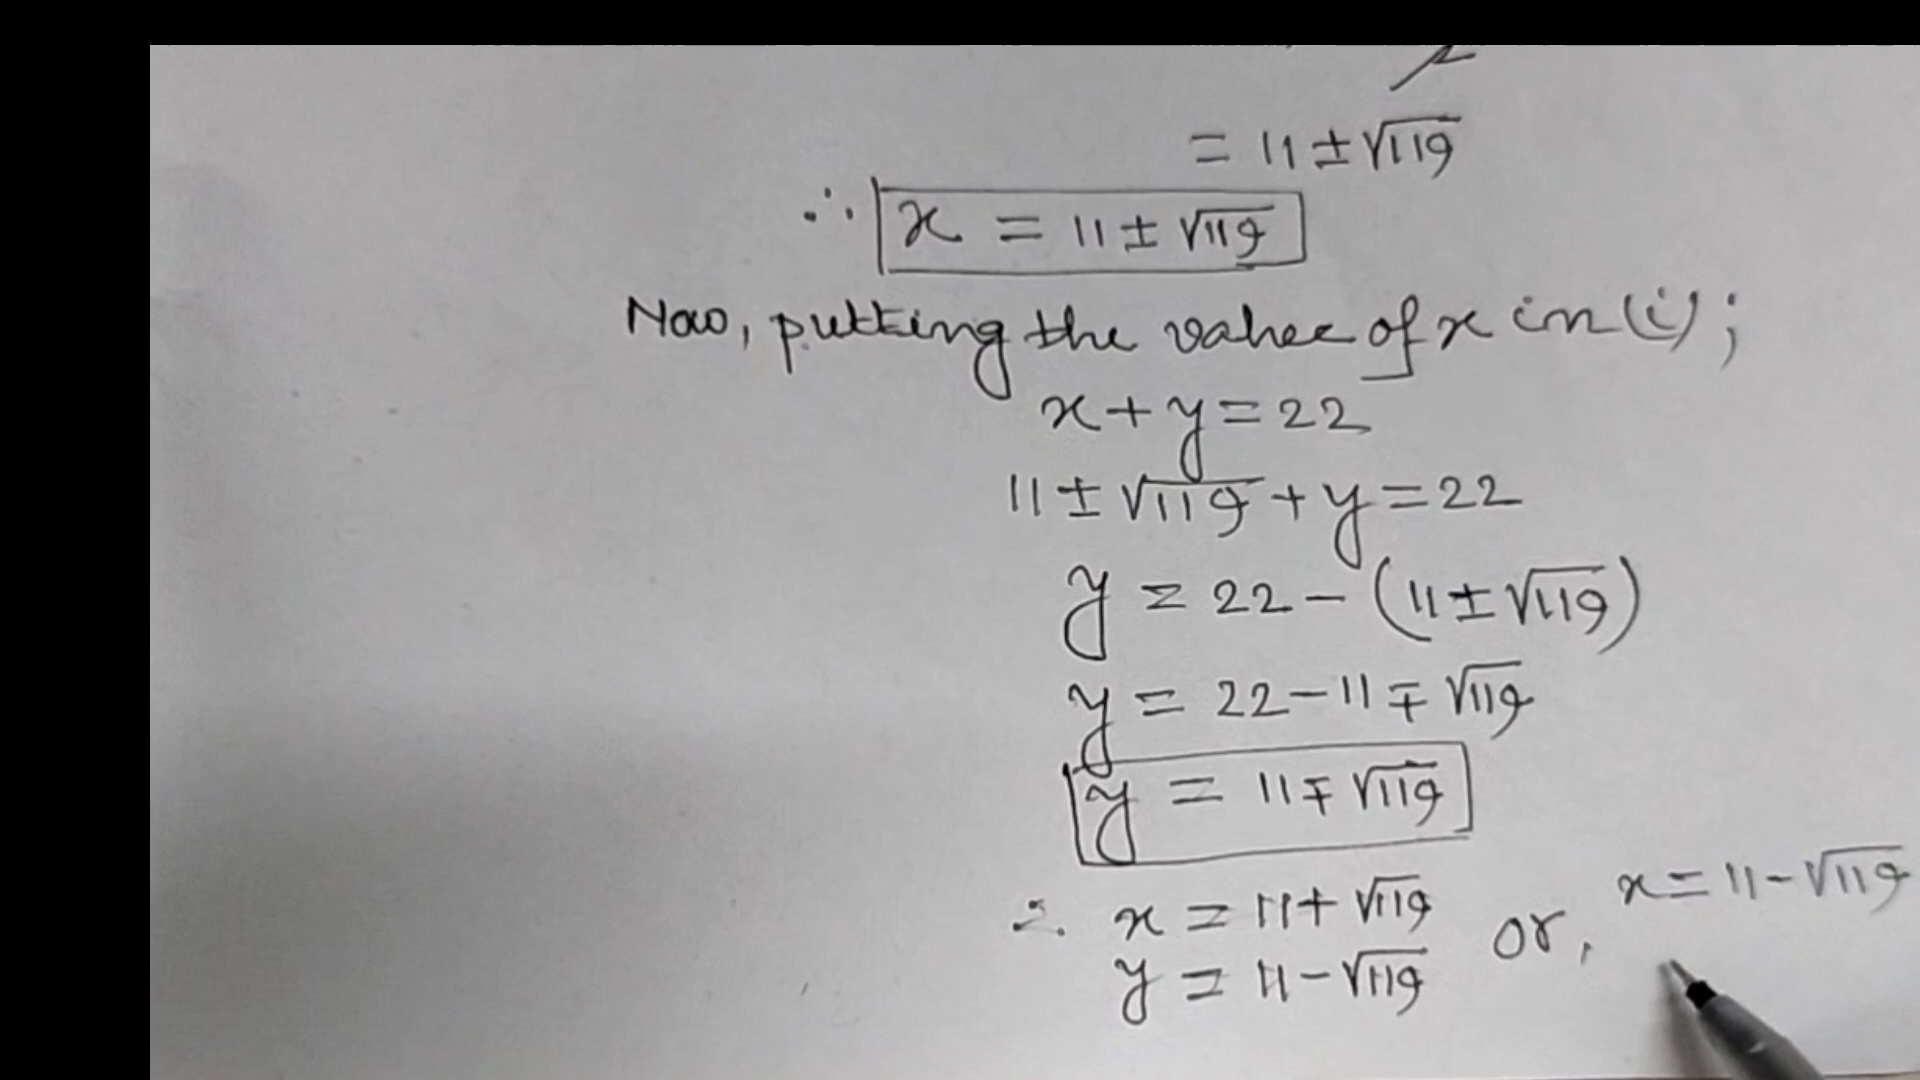 = 11 ± √119
∴ x = 11 ± √119
Now, putting the value of x in (i);
x + y = 22
11 ± √119 + y = 22
y = 22 - (11 ± √119)
y = 22 - 11 ∓ √119
y = 11 ∓ √119
∴ x = 11 + √119 or, x = 11 - √119
y = 11 - √119